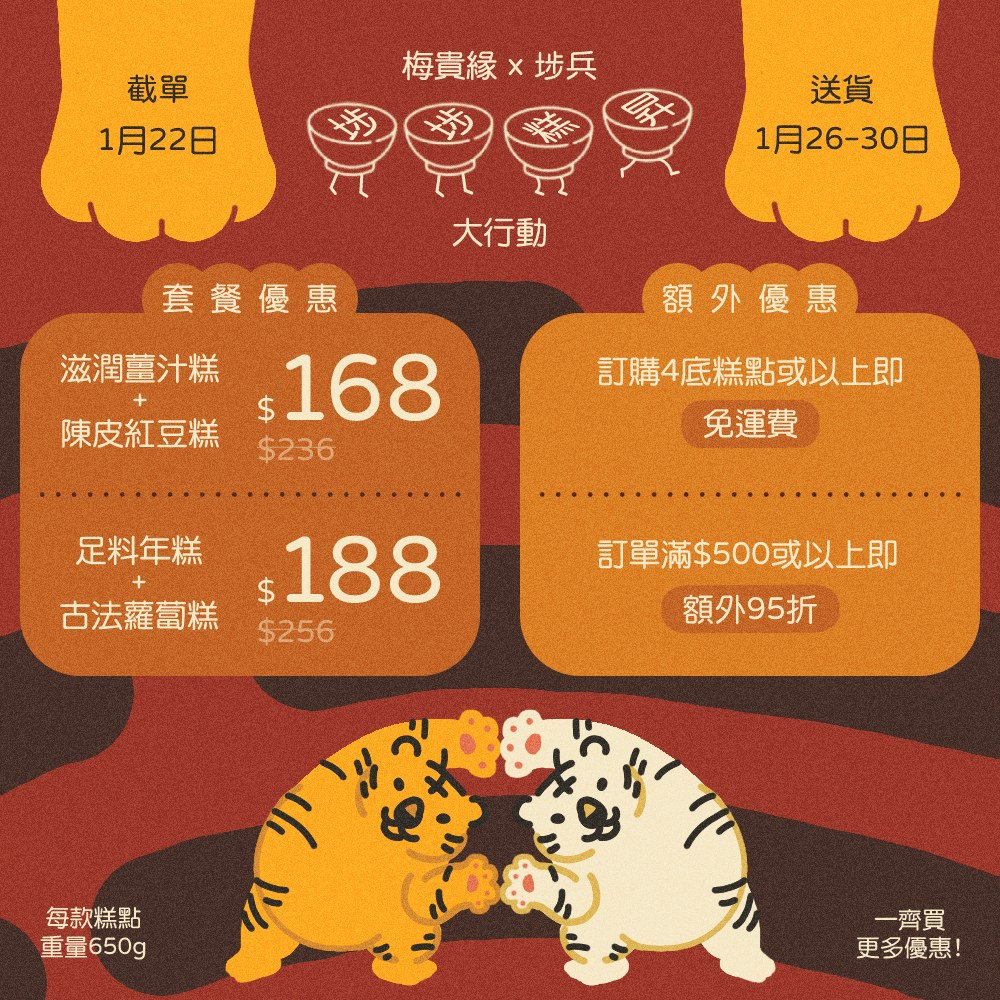 截單
1月22日
梅貴緣 x 埗兵
埗埗糕昇
大行動
送貨
1月26-30日
套餐優惠
滋潤薑汁糕
+
陳皮紅豆糕
$168
$236
足料年糕
+
古法蘿蔔糕
$188
$256
額外優惠
訂購4底糕點或以上即
免運費
訂單滿$500或以上即
額外95折
每款糕點
重量650g
一齊買
更多優惠!